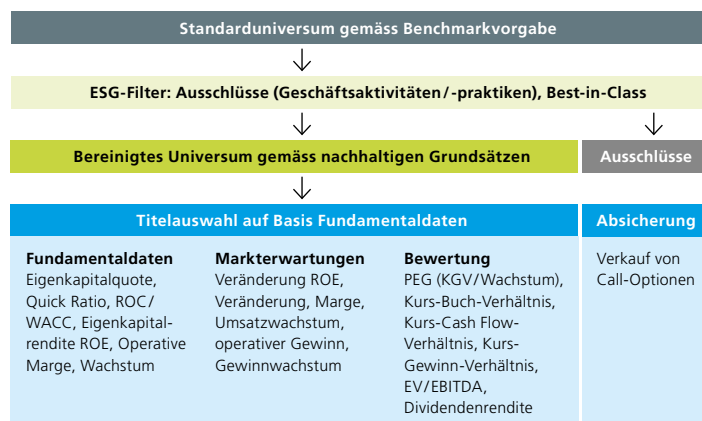 Standarduniversum gemäss Benchmarkvorgabe
ESG-Filter: Ausschlüsse (Geschäftsaktivitäten/-praktiken), Best-in-Class
Bereinigtes Universum gemäss nachhaltigen Grundsätzen
Ausschlüsse
Titelauswahl auf Basis Fundamentaldaten
Absicherung
Fundamentaldaten
Eigenkapitalquote,
Quick Ratio, ROC/
WACC, Eigenkapital-
rendite ROE, Operative
Marge, Wachstum
Markterwartungen
Veränderung ROE,
Veränderung, Marge,
Umsatzwachstum,
operativer Gewinn,
Gewinnwachstum
Bewertung
PEG (KGV/Wachstum),
Kurs-Buch-Verhältnis,
Kurs-Cash Flow-
Verhältnis, Kurs-
Gewinn-Verhältnis,
EV/EBITDA,
Dividendenrendite
Verkauf von
Call-Optionen